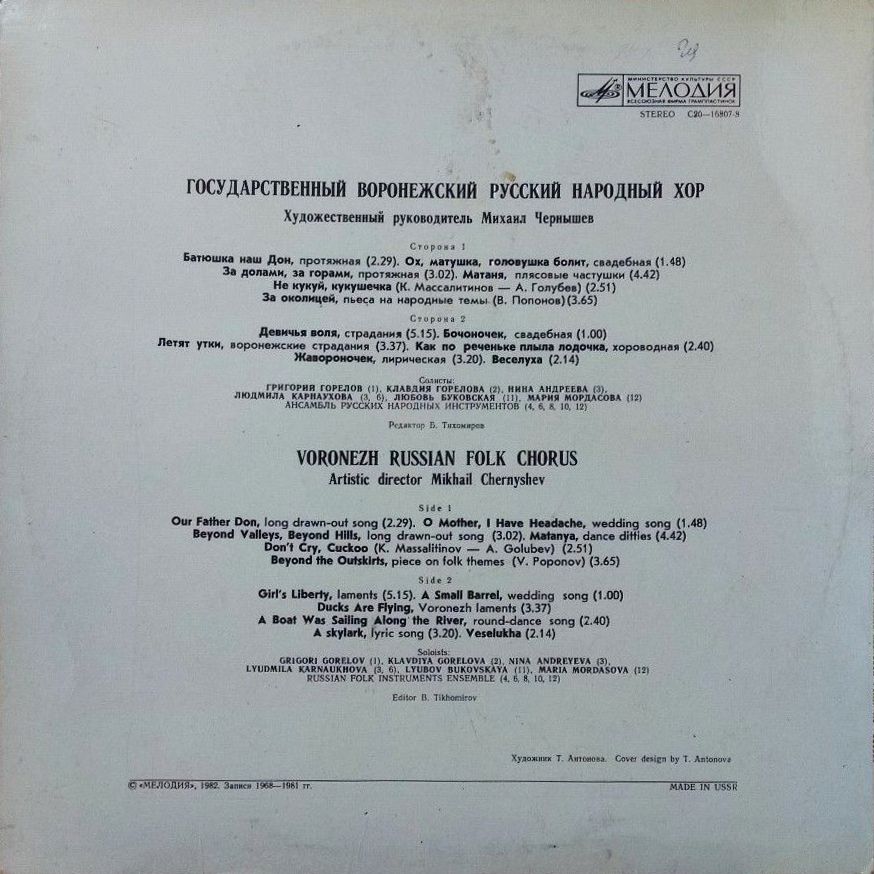 МИНИСТЕРСТВО КУЛЬТУРЫ СССР
МЕЛОДИЯ
ВСЕСОЮЗНАЯ ФИРМА ГРАМПЛАСТИНОК
STEREO С20—16807-8
ГОСУДАРСТВЕННЫЙ ВОРОНЕЖСКИЙ РУССКИЙ НАРОДНЫЙ ХОР
Художественный руководитель Михаил Чернышев
Сторона 1
Батюшка наш Дон, протяжная (2.29). Ох, матушка, головушка болит, свадебная (1.48)
За долами, за горами, протяжная (3.02). Матаня, плясовые частушки (4.42)
Не кукуй, кукушечка (К. Массалитинов — А. Голубев) (2.51)
За околицей, пьеса на народные темы (В. Попонов)(3.65)
Сторона 2
Девичья воля, страдания (5.15). Бочоночек, свадебная (1.00)
Летят утки, воронежские страдания (3.37). Как по реченьке плыла лодочка, хороводная (2.40)
Жавороночек, лирическая (3.20). Веселуха (2.14)
Солисты:
ГРИГОРИЙ ГОРЕЛОВ (1), КЛАВДИЯ ГОРЕЛОВА (2), НИНА АНДРЕЕВА (3),
ЛЮДМИЛА КАРНАУХОВА (3, 6), ЛЮБОВЬ БУКОВСКАЯ (11), МАРИЯ МОРДАСОВА (12)
АНСАМБЛЬ РУССКИХ НАРОДНЫХ ИНСТРУМЕНТОВ (4, 6, 8, 10, 12)
Редактор Б. Тихомиров
VORONEZH RUSSIAN FOLK CHORUS
Artistic director Mikhail Chernyshev
Side 1
Our Father Don, long drawn-out song (2.29). O Mother, I Have Headache, wedding song (1.48)
Beyond Valleys, Beyond Hills, long drawn-out song (3.02). Matanya, dance ditties (4.42)
Don't Cry, Cuckoo (K. Massalitinov — A. Golubev) (2.51)
Beyond the Outskirts, piece on folk themes (V. Poponov) (3.65)
Side 2
Girl's Liberty, laments (5.15). A Small Barrel, wedding song (1.00)
Ducks Are Flying, Voronezh laments (3.37)
A Boat Was Sailing Along the River, round-dance song (2.40)
A skylark, lyric song (3.20). Veselukha (2.14)
Soloists:
GRIGORI GORELOV (1), KLAVDIYA GORELOVA (2), NINA ANDREYEVA (3),
LYUDMILA KARNAUKHOVA (3, 6), LYUBOV BUKOVSKAYA (11), MARIA MORDASOVA (12)
RUSSIAN FOLK INSTRUMENTS ENSEMBLE (4, 6, 8, 10, 12)
Editor B. Tikhomirov
Художник Т. Антонова. Cover design by T. Antonova
© «МЕЛОДИЯ», 1982. Записи 1968—1981 гг.
MADE IN USSR